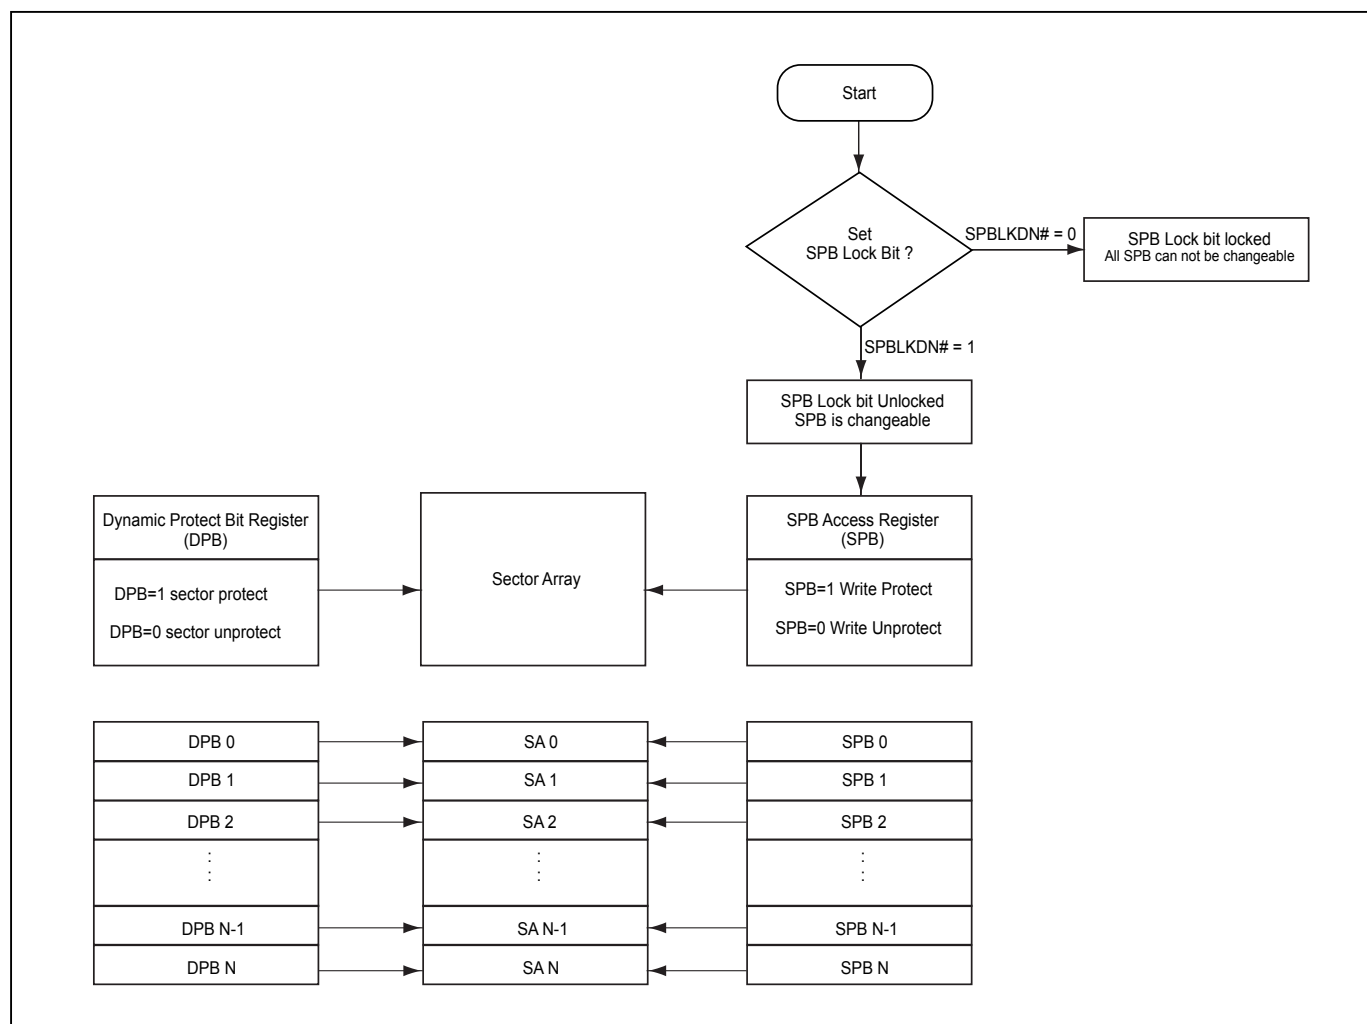 Start
Set
SPB Lock Bit ?
SPBLKDN# = 0
SPB Lock bit locked
All SPB can not be changeable
SPBLKDN# = 1
SPB Lock bit Unlocked
SPB is changeable
Dynamic Protect Bit Register
(DPB)
DPB=1 sector protect
DPB=0 sector unprotect
Sector Array
SPB Access Register
(SPB)
SPB=1 Write Protect
SPB=0 Write Unprotect
DPB 0
SA 0
SPB 0
DPB 1
SA 1
SPB 1
DPB 2
SA 2
SPB 2
DPB N-1
SA N-1
SPB N-1
DPB N
SA N
SPB N